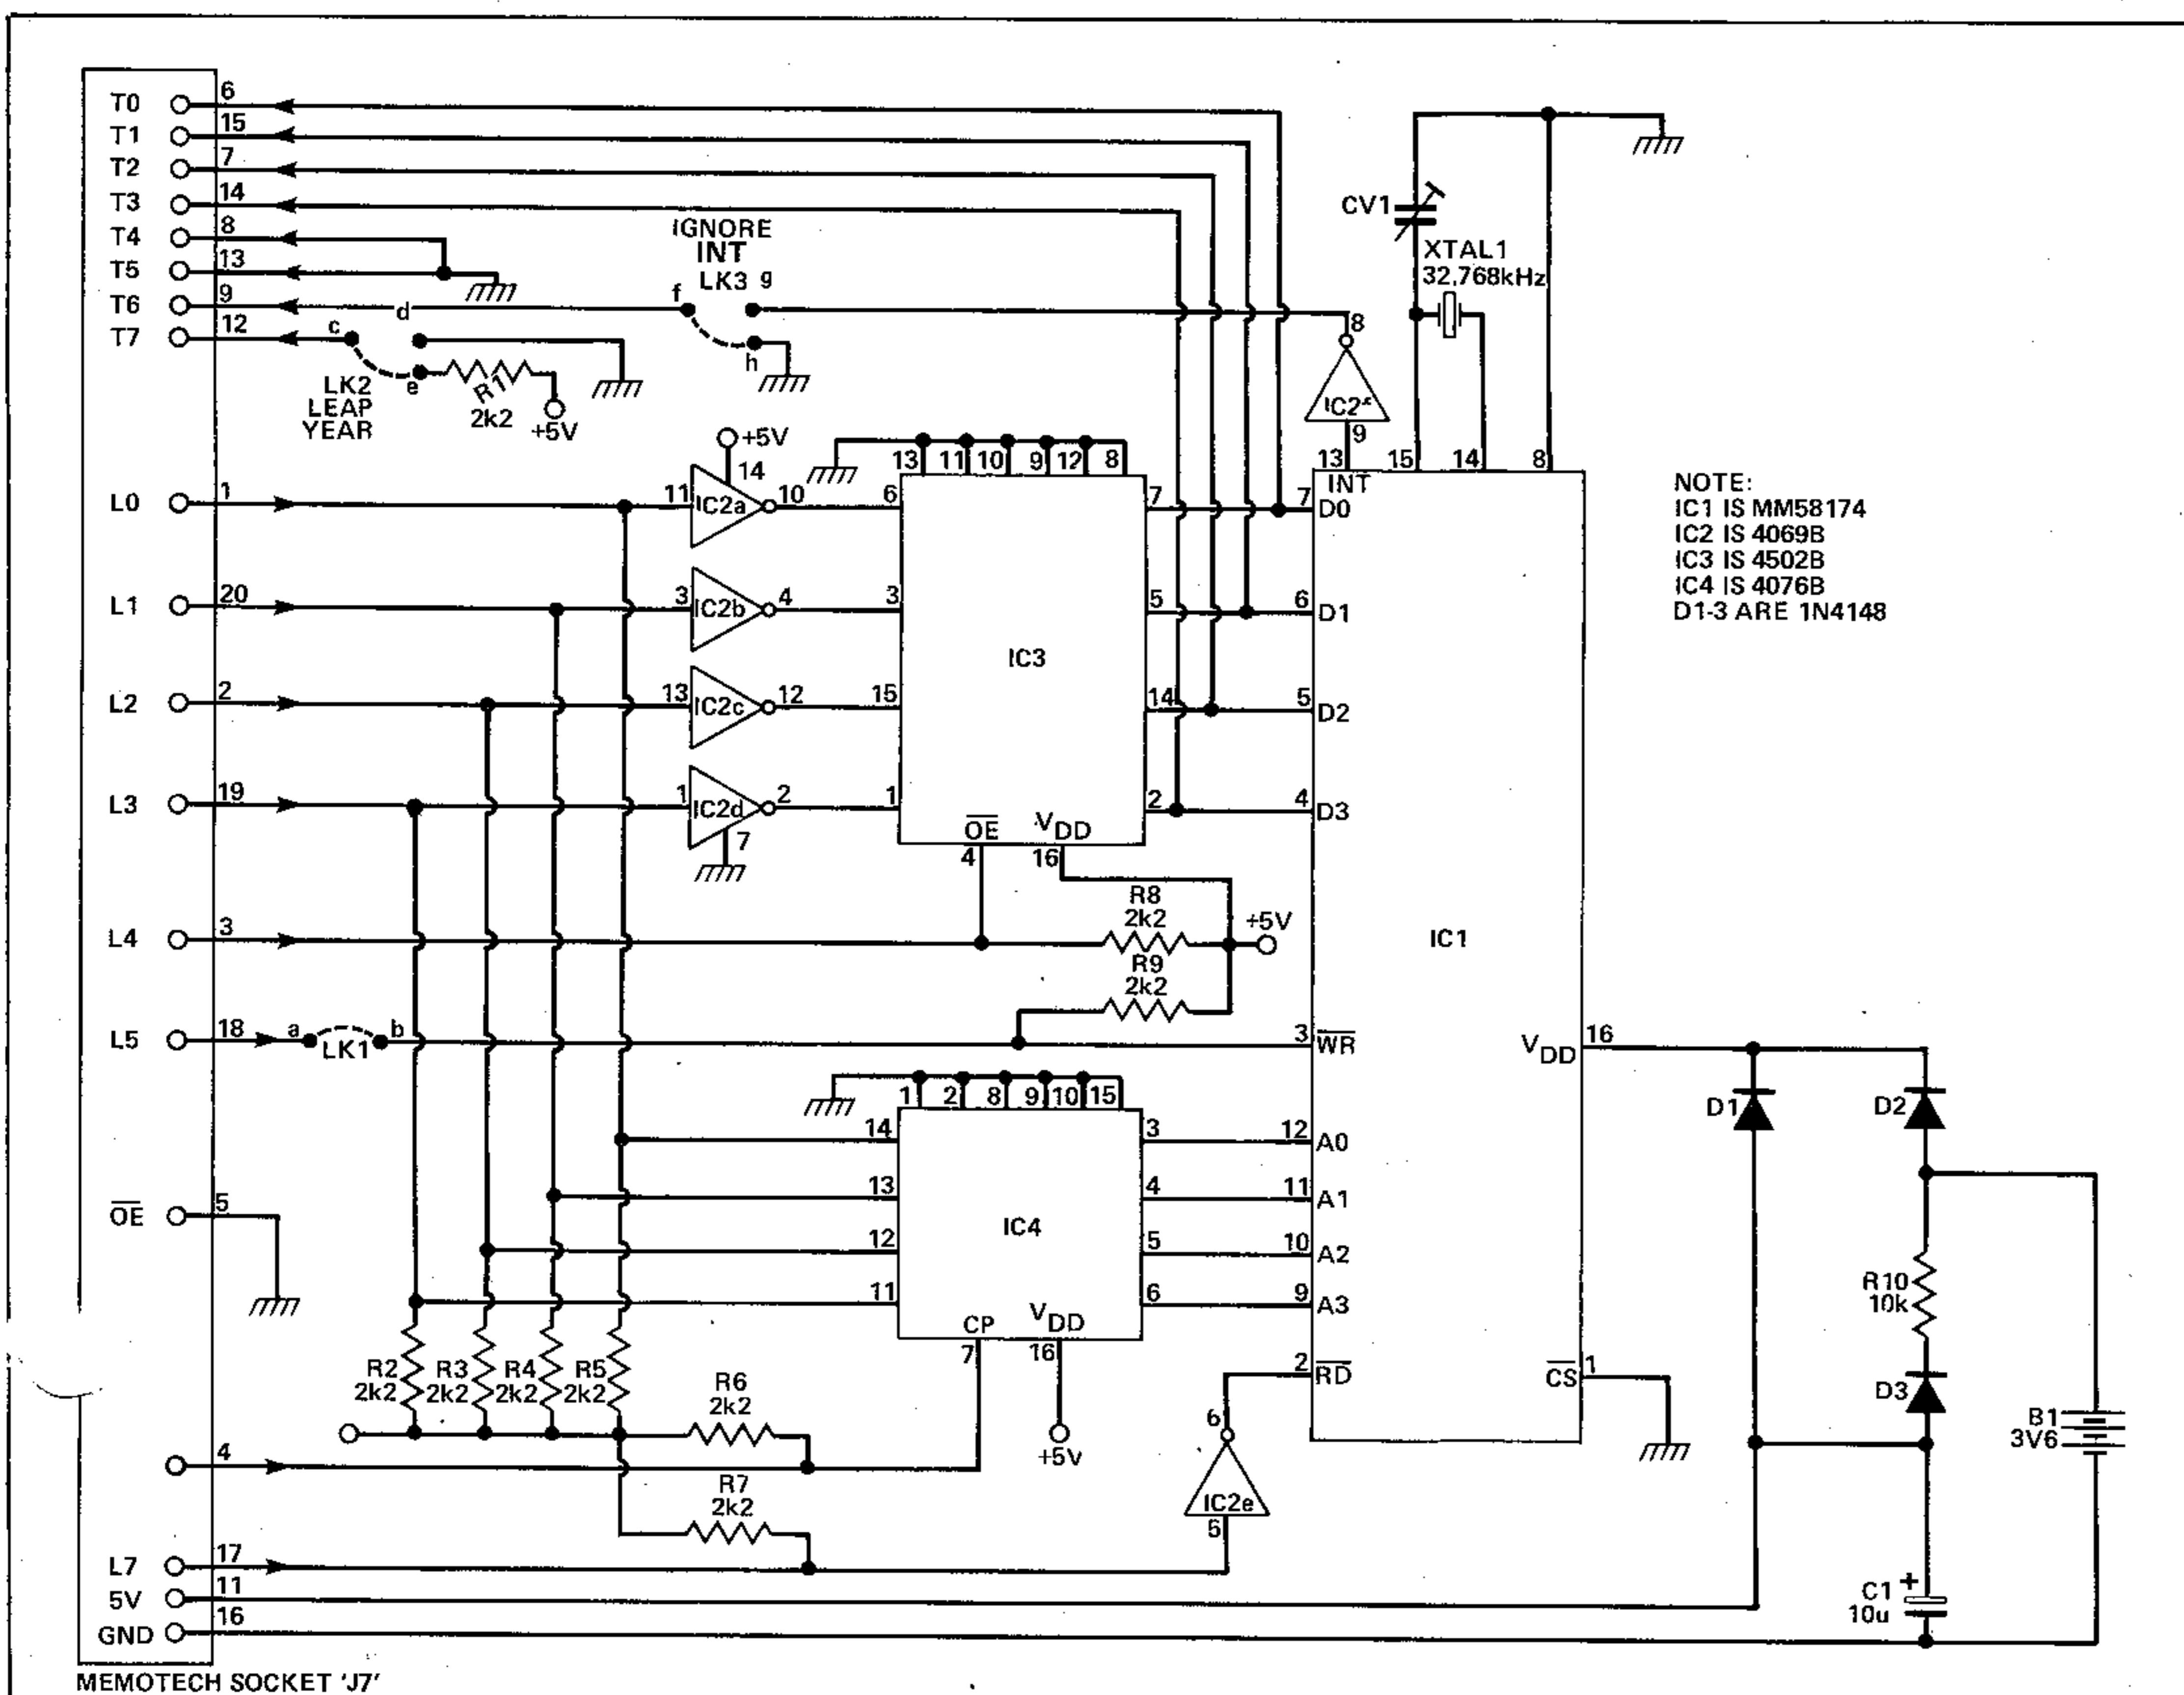 T0 6
T1 15
T2 7
T3 14
T4 8
T5 13
T6 9
T7 12
IGNORE
INT
LK3 g
f
h
d
c
e
LK2
LEAP
YEAR
R1
2k2
+5V
CV1
XTAL1
32,768kHz
8
IC2f
9
13 15 14 8
INT
NOTE:
IC1 IS MM58174
IC2 IS 4069B
IC3 IS 4502B
IC4 IS 4076B
D1-3 ARE 1N4148
+5V
14
13 11 10 9 12 8
L0 1
11 IC2a 10 6
7 7 D0
L1 20
3 IC2b 4 3
5 6 D1
IC3
L2 2
13 IC2c 12 15
14 5 D2
L3 19
1 IC2d 2 1
7
2 4 D3
OE VDD
4 16
R8
2k2
+5V
L4 3
R9
2k2
IC1
L5 18 a LK1 b
3 WR
VDD 16
1 2 8 9 10 15
D1
D2
14 3 12 A0
13 4 11 A1
IC4
12 5 10 A2
11 6 9 A3
OE 5
CP VDD
7 16
+5V
R10
10k
2 RD
CS 1
D3
R2
2k2
R3
2k2
R4
2k2
R5
2k2
R6
2k2
4
R7
2k2
6
IC2e
5
B1
3V6
L7 17
5V 11
GND 16
C1 +
10u
MEMOTECH SOCKET 'J7'